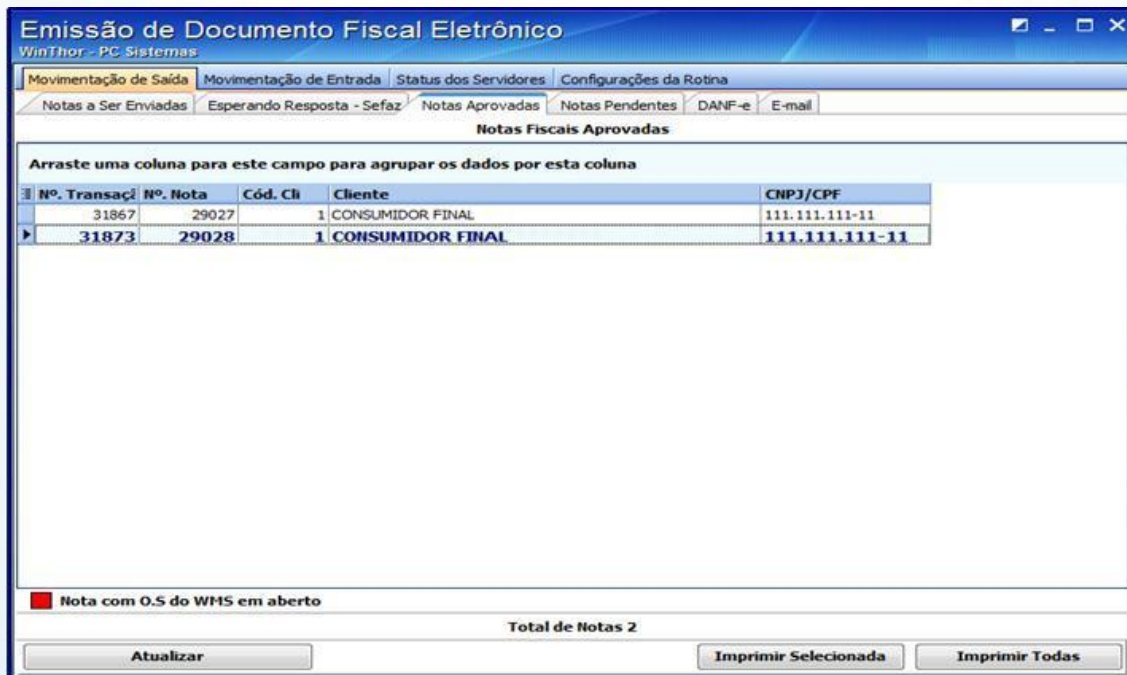 Emissão de Documento Fiscal Eletrônico
WinThor - PC Sistemas
Movimentação de Saída Movimentação de Entrada Status dos Servidores Configurações da Rotina
Notas a Ser Enviadas Esperando Resposta - Sefaz Notas Aprovadas Notas Pendentes DANF-e E-mail
Notas Fiscais Aprovadas
Arraste uma coluna para este campo para agrupar os dados por esta coluna
Nº. Transaçã Nº. Nota Cód. Cli Cliente CNPJ/CPF
31867 29027 1 CONSUMIDOR FINAL 111.111.111-11
31873 29028 1 CONSUMIDOR FINAL 111.111.111-11
Nota com O.S do WMS em aberto
Total de Notas 2
Atualizar Imprimir Selecionada Imprimir Todas